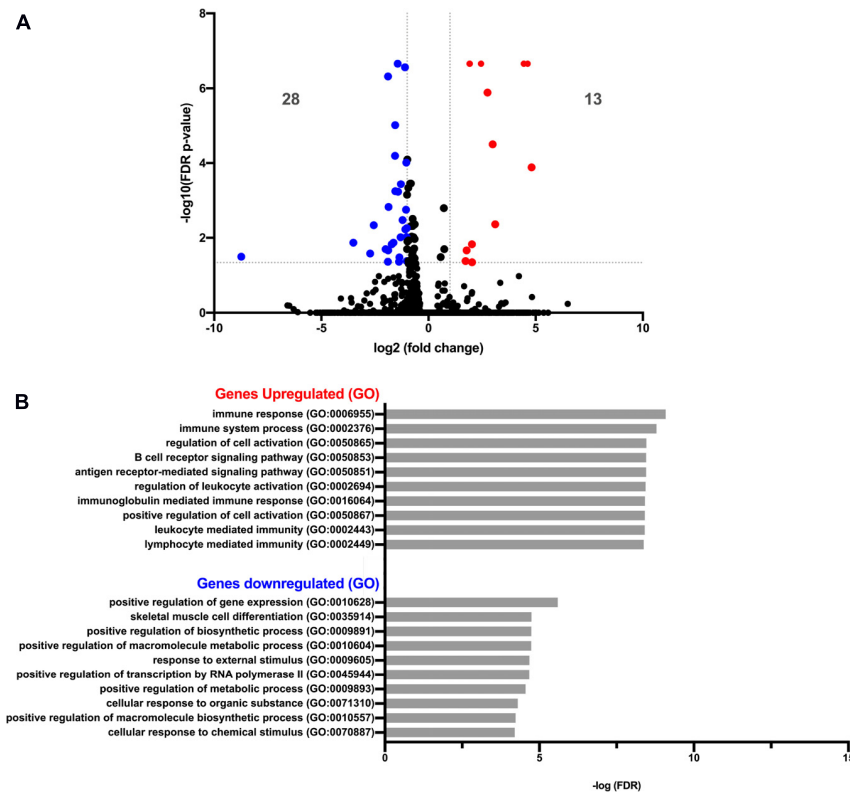 A
-log10(FDR p-value)
8
6
4
2
0
28
13
-10
-5
0
5
10
log2 (fold change)
B
Genes Upregulated (GO)
immune response (GO:0006955)
immune system process (GO:0002376)
regulation of cell activation (GO:0050865)
B cell receptor signaling pathway (GO:0050853)
antigen receptor-mediated signaling pathway (GO:0050851)
regulation of leukocyte activation (GO:0002694)
immunoglobulin mediated immune response (GO:0016064)
positive regulation of cell activation (GO:0050867)
leukocyte mediated immunity (GO:0002443)
lymphocyte mediated immunity (GO:0002449)
Genes downregulated (GO)
positive regulation of gene expression (GO:0010628)
skeletal muscle cell differentiation (GO:0035914)
positive regulation of biosynthetic process (GO:0009891)
positive regulation of macromolecule metabolic process (GO:0010604)
response to external stimulus (GO:0009605)
positive regulation of transcription by RNA polymerase II (GO:0045944)
positive regulation of metabolic process (GO:0009893)
cellular response to organic substance (GO:0071310)
positive regulation of macromolecule biosynthetic process (GO:0010557)
cellular response to chemical stimulus (GO:0070887)
0
5
10
15
-log (FDR)